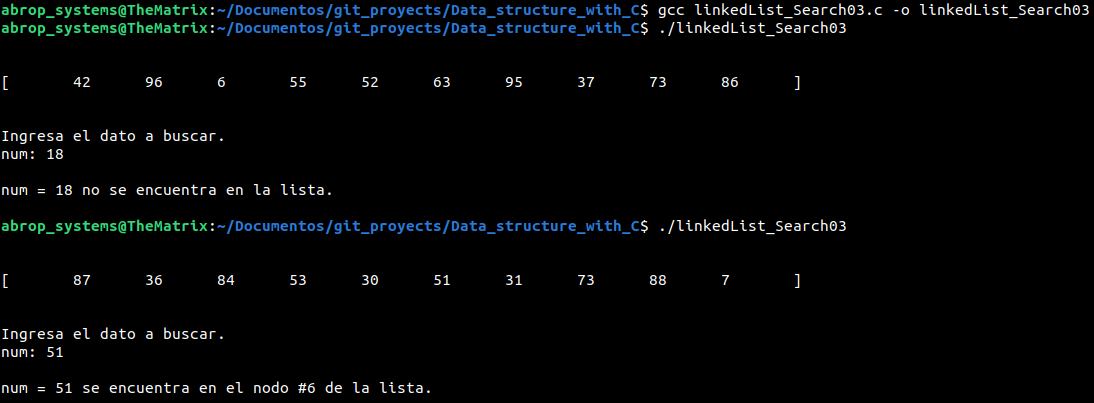 abrop_systems@TheMatrix:~/Documentos/git_proyects/Data_structure_with_C$ gcc linkedList_Search03.c -o linkedList_Search03
abrop_systems@TheMatrix:~/Documentos/git_proyects/Data_structure_with_C$ ./linkedList_Search03
[ 42 96 6 55 52 63 95 37 73 86 ]
Ingresa el dato a buscar.
num: 18
num = 18 no se encuentra en la lista.
abrop_systems@TheMatrix:~/Documentos/git_proyects/Data_structure_with_C$ ./linkedList_Search03
[ 87 36 84 53 30 51 31 73 88 7 ]
Ingresa el dato a buscar.
num: 51
num = 51 se encuentra en el nodo #6 de la lista.